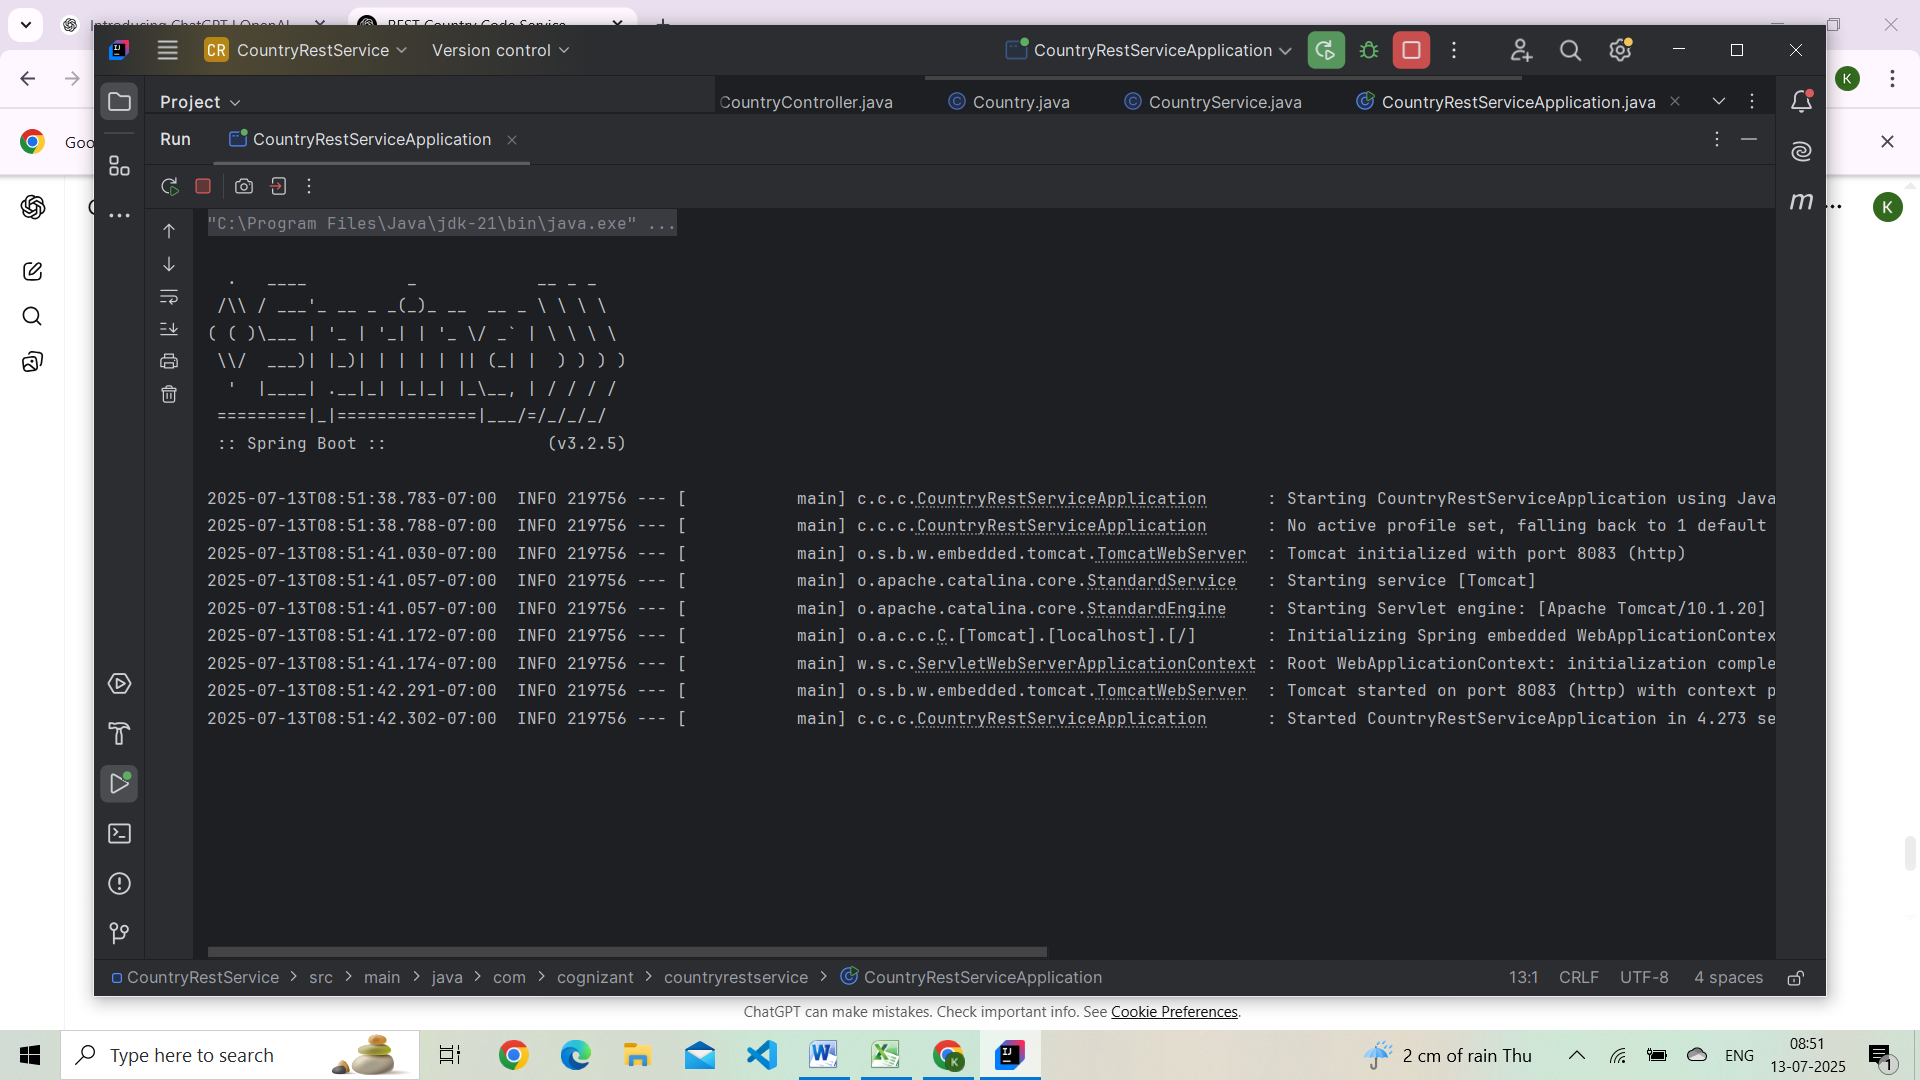 Introducing ChatGPT | OpenAI
REST Country Code Service
CR CountryRestService
Version control
CountryRestServiceApplication
K
Project
CountryController.java
Country.java
CountryService.java
CountryRestServiceApplication.java
Goo
Run
CountryRestServiceApplication
m
K
"C:\Program Files\Java\jdk-21\bin\java.exe" ...
  .   ____          _            __ _ _
 /\\ / ___'_ __ _ _(_)_ __  __ _ \ \ \ \
( ( )\___ | '_ | '_| | '_ \/ _` | \ \ \ \
 \\/  ___)| |_)| | | | | || (_| |  ) ) ) )
  '  |____| .__|_| |_|_| |_\__, | / / / /
 =========|_|==============|___/=/_/_/_/
 :: Spring Boot ::                (v3.2.5)
2025-07-13T08:51:38.783-07:00  INFO 219756 --- [           main] c.c.c.CountryRestServiceApplication      : Starting CountryRestServiceApplication using Java
2025-07-13T08:51:38.788-07:00  INFO 219756 --- [           main] c.c.c.CountryRestServiceApplication      : No active profile set, falling back to 1 default
2025-07-13T08:51:41.030-07:00  INFO 219756 --- [           main] o.s.b.w.embedded.tomcat.TomcatWebServer  : Tomcat initialized with port 8083 (http)
2025-07-13T08:51:41.057-07:00  INFO 219756 --- [           main] o.apache.catalina.core.StandardService   : Starting service [Tomcat]
2025-07-13T08:51:41.057-07:00  INFO 219756 --- [           main] o.apache.catalina.core.StandardEngine    : Starting Servlet engine: [Apache Tomcat/10.1.20]
2025-07-13T08:51:41.172-07:00  INFO 219756 --- [           main] o.a.c.c.C.[Tomcat].[localhost].[/]       : Initializing Spring embedded WebApplicationContex
2025-07-13T08:51:41.174-07:00  INFO 219756 --- [           main] w.s.c.ServletWebServerApplicationContext : Root WebApplicationContext: initialization comple
2025-07-13T08:51:42.291-07:00  INFO 219756 --- [           main] o.s.b.w.embedded.tomcat.TomcatWebServer  : Tomcat started on port 8083 (http) with context p
2025-07-13T08:51:42.302-07:00  INFO 219756 --- [           main] c.c.c.CountryRestServiceApplication      : Started CountryRestServiceApplication in 4.273 se
CountryRestService > src > main > java > com > cognizant > countryrestservice > CountryRestServiceApplication
13:1 CRLF UTF-8 4 spaces
ChatGPT can make mistakes. Check important info. See Cookie Preferences.
Type here to search
2 cm of rain Thu
ENG
08:51
13-07-2025
1